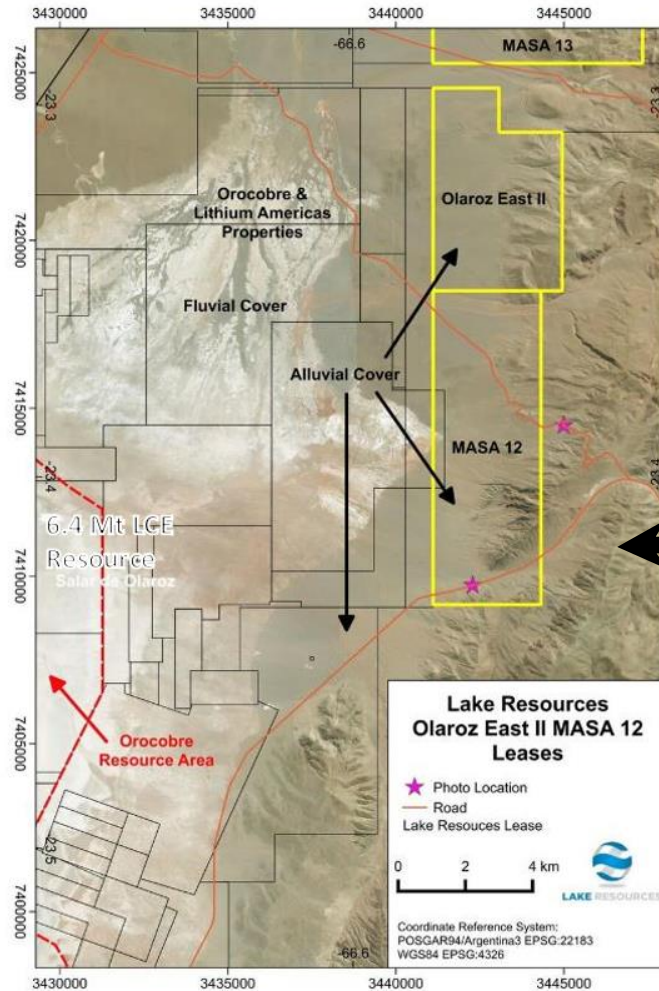 3430000
3435000
3440000
3445000
-66.6
MASA 13
7425000
-23.3
-23.3
Olaroz East II
Orocobre &
Lithium Americas
Properties
7420000
Fluvial Cover
Alluvial Cover
7415000
MASA 12
-23.4
-23.4
6.4 Mt LCE
Resource
Salar de Olaroz
7410000
Orocobre
Resource Area
7405000
-23.5
7400000
-66.6
Lake Resources
Olaroz East II MASA 12
Leases
Photo Location
Road
Lake Resouces Lease
0 2 4 km
LAKE RESOURCES
Coordinate Reference System:
POSGAR94/Argentina3 EPSG:22183
WGS84 EPSG:4326
3430000
3435000
3440000
3445000